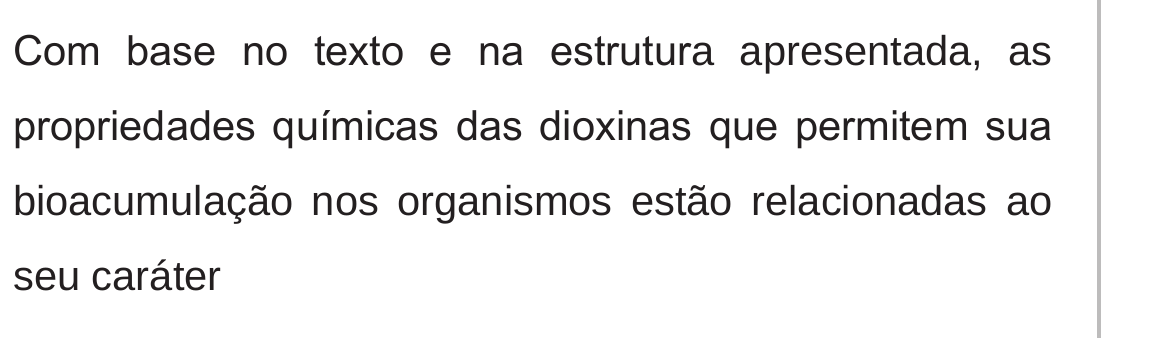 Com base no texto e na estrutura apresentada, as
propriedades químicas das dioxinas que permitem sua
bioacumulação nos organismos estão relacionadas ao
seu caráter